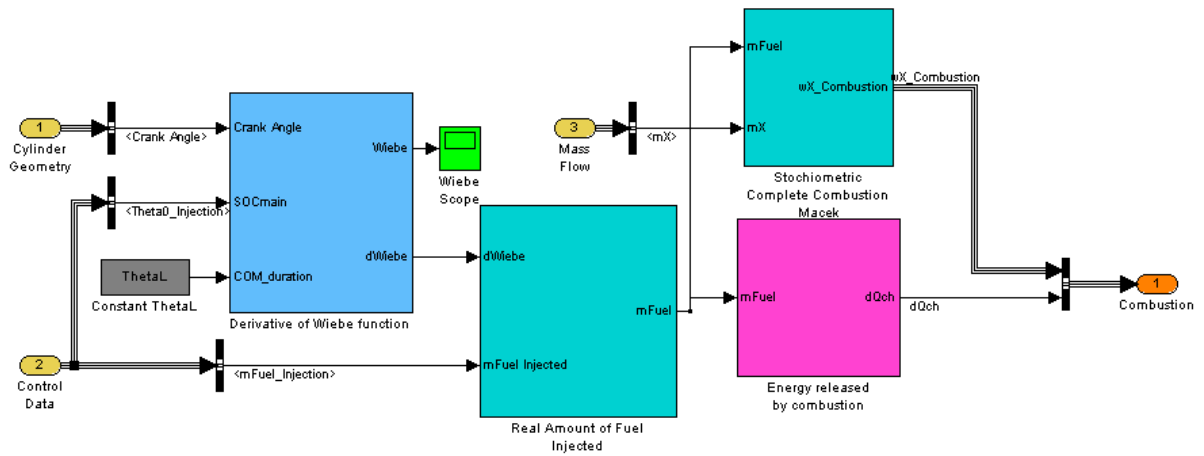 mFuel
wX_Combustion
wX_Combustion
mX
Stochiometric
Complete Combustion
Macek
1
Cylinder
Geometry
<Crank Angle>
Crank Angle
Wiebe
Wiebe
Scope
3
Mass
Flow
<mX>
<Theta0_Injection>
SOCmain
dWiebe
ThetaL
Constant ThetaL
COM_duration
Derivative of Wiebe function
dWiebe
mFuel
mFuel Injected
Real Amount of Fuel
Injected
mFuel
dQch
dQch
Energy released
by combustion
1
Combustion
2
Control
Data
<mFuel_Injection>